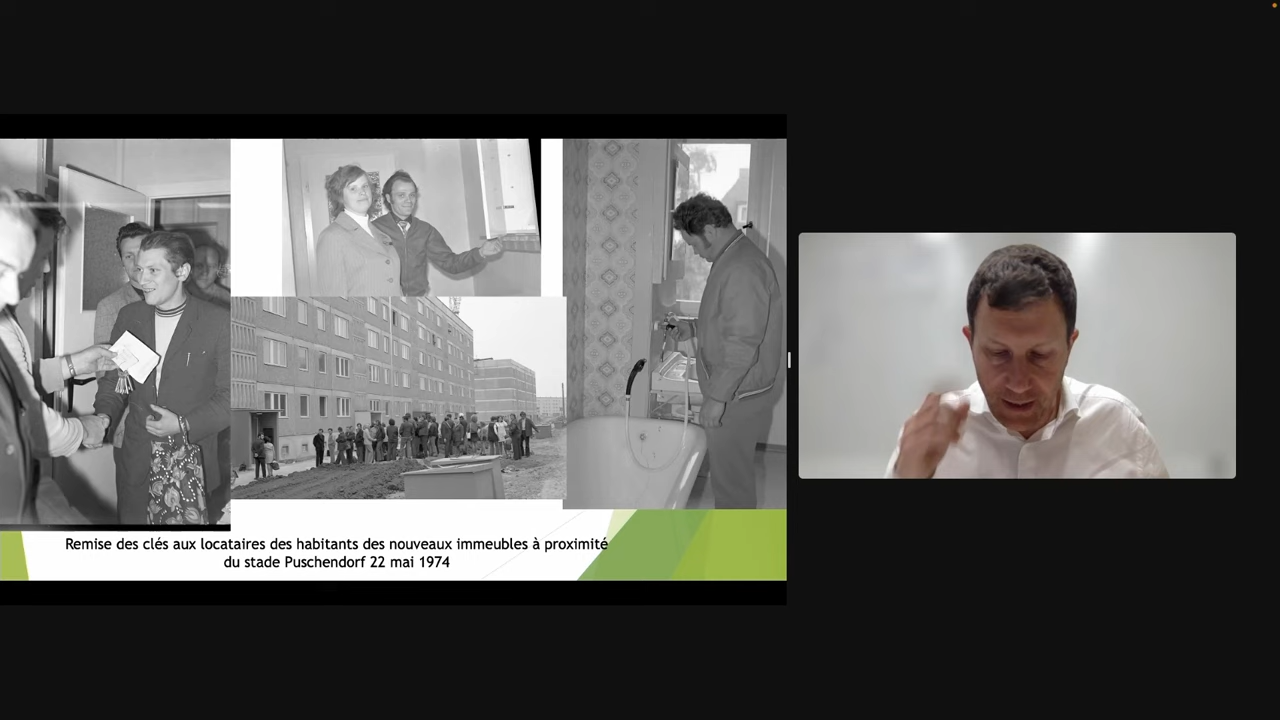 Remise des clés aux locataires des habitants des nouveaux immeubles à proximité
du stade Puschendorf 22 mai 1974